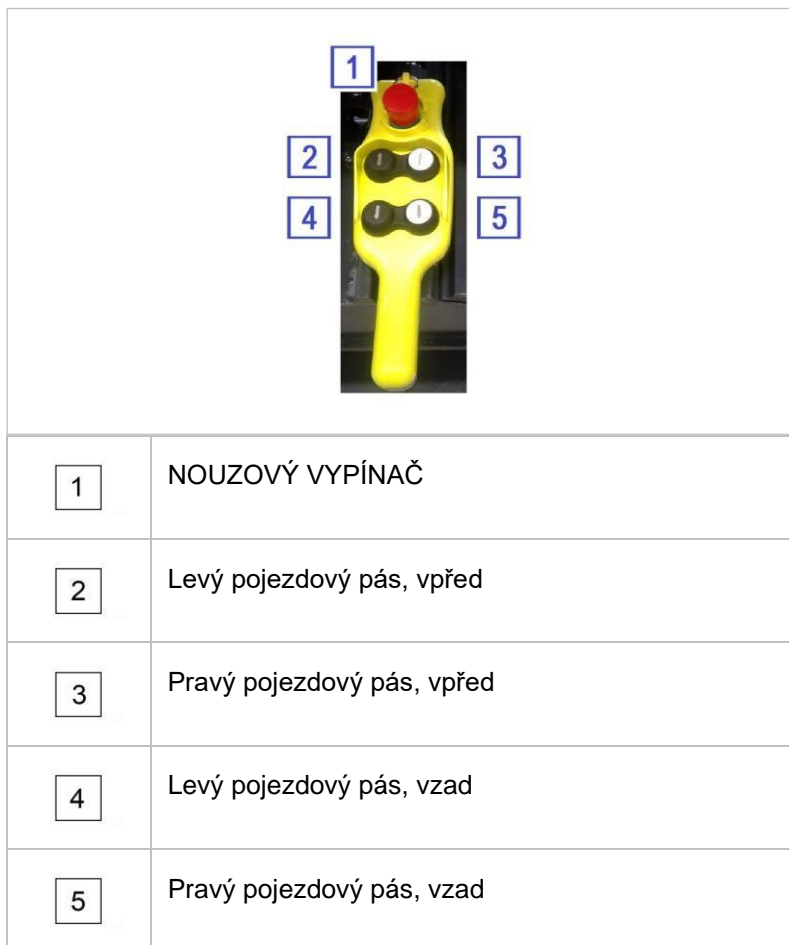 1
2
3
4
5
1
NOUZOVÝ VYPÍNAČ
2
Levý pojezdový pás, vpřed
3
Pravý pojezdový pás, vpřed
4
Levý pojezdový pás, vzad
5
Pravý pojezdový pás, vzad